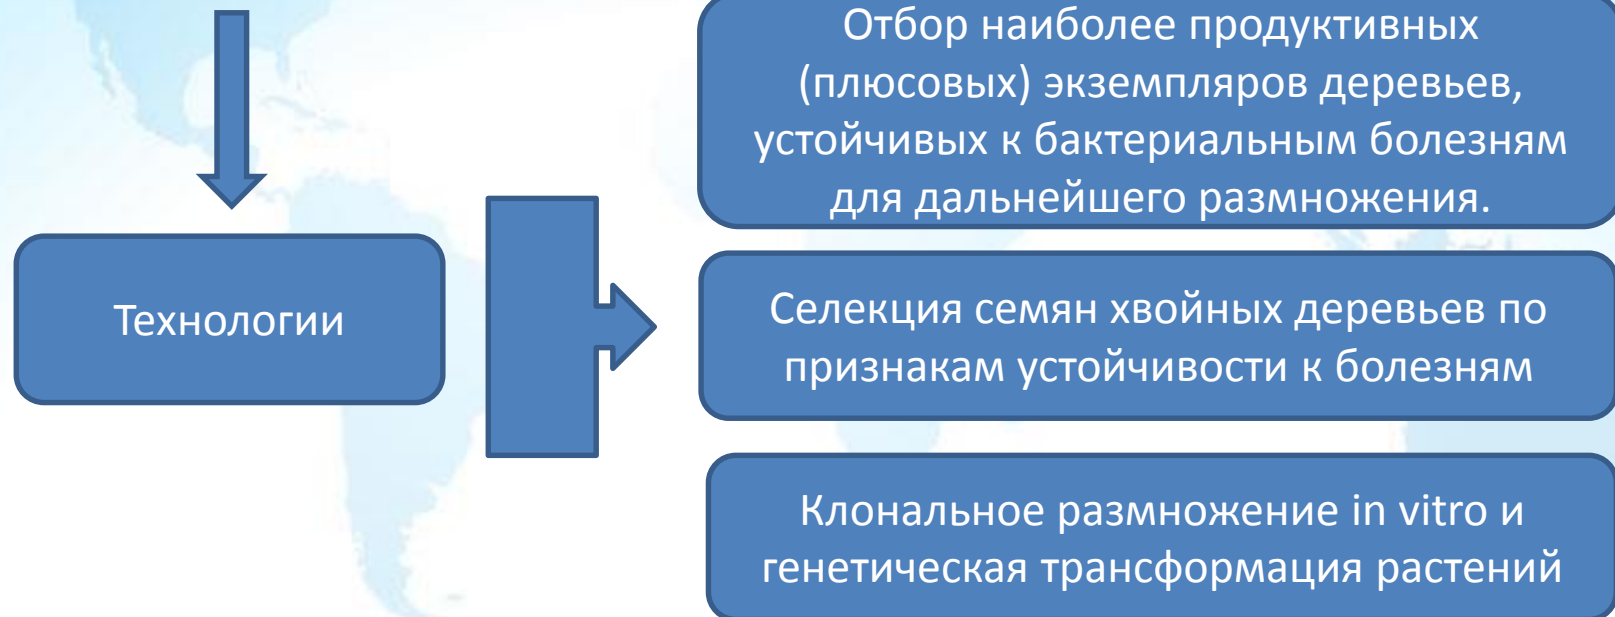 Отбор наиболее продуктивных
(плюсовых) экземпляров деревьев,
устойчивых к бактериальным болезням
для дальнейшего размножения.
Технологии
Селекция семян хвойных деревьев по
признакам устойчивости к болезням
Клональное размножение in vitro и
генетическая трансформация растений